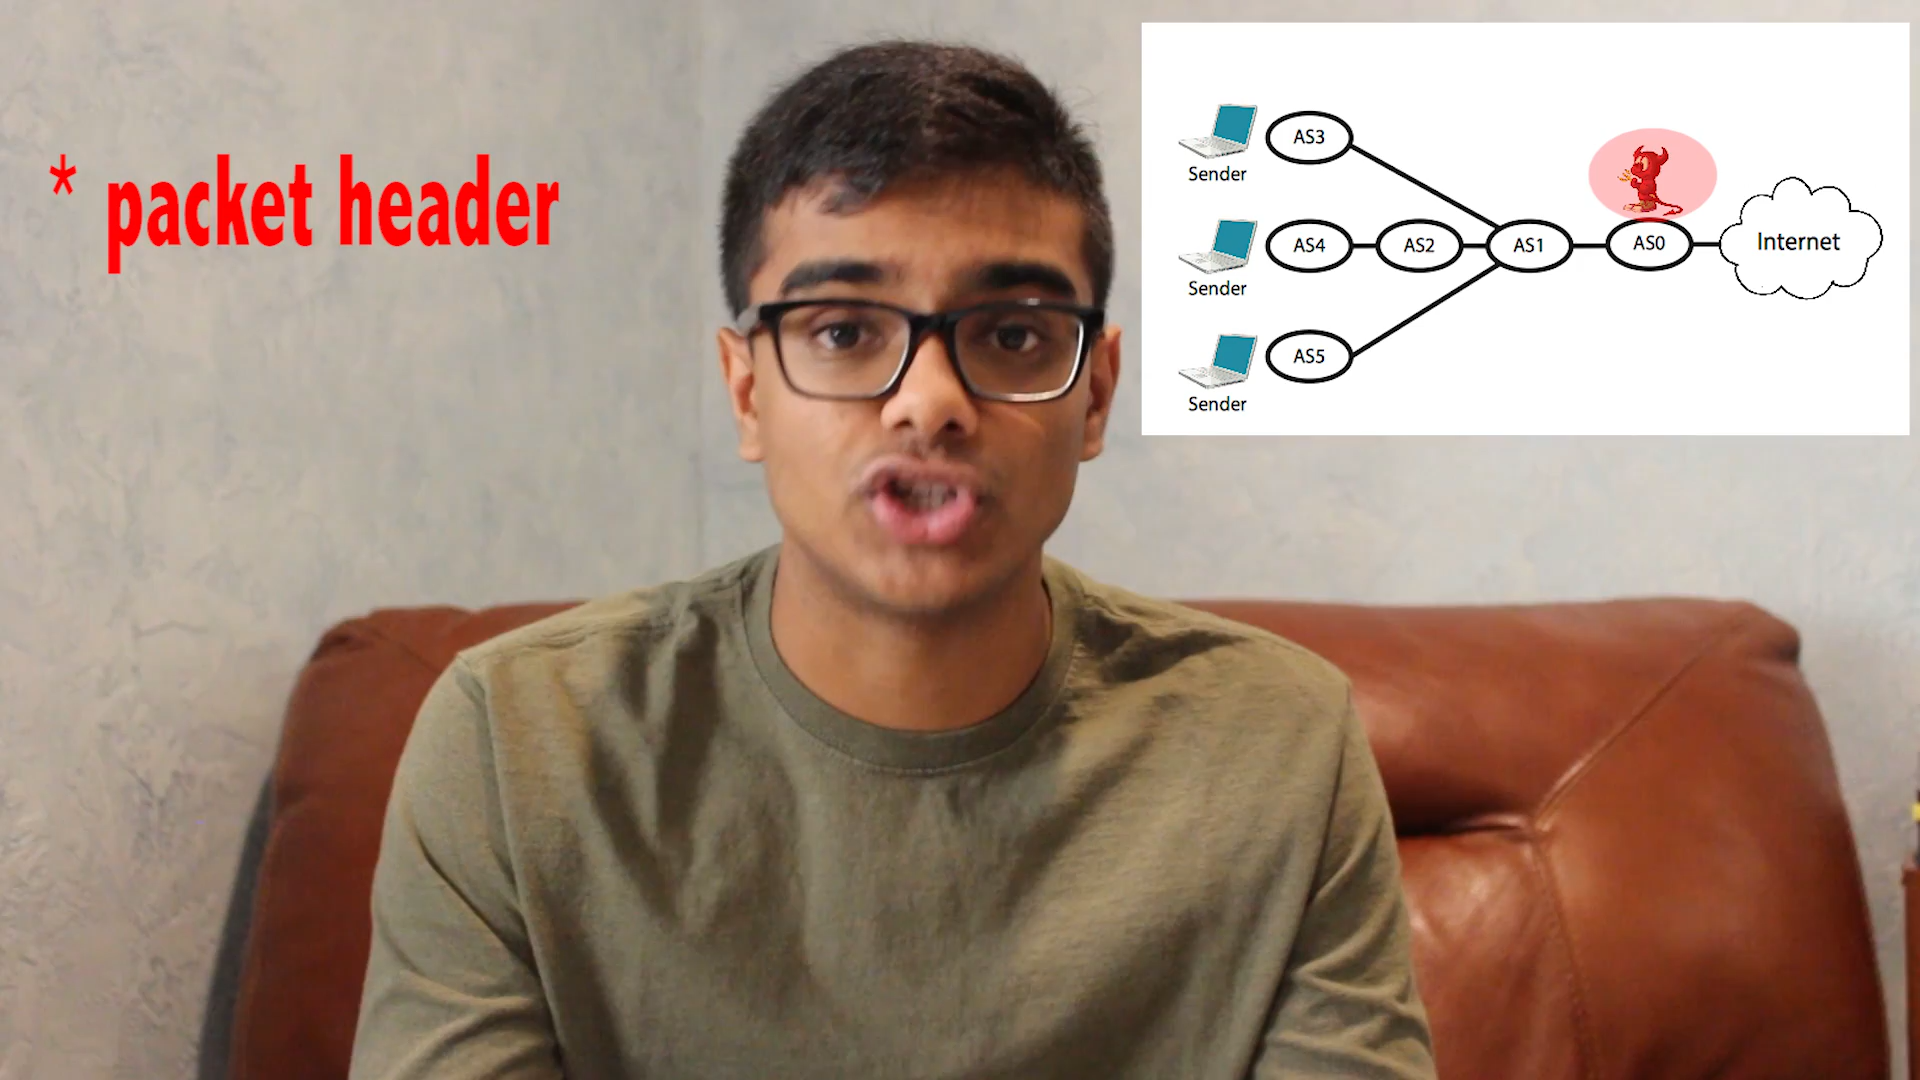 * packet header
AS3
Sender
AS4
AS2
AS1
AS0
Internet
Sender
AS5
Sender